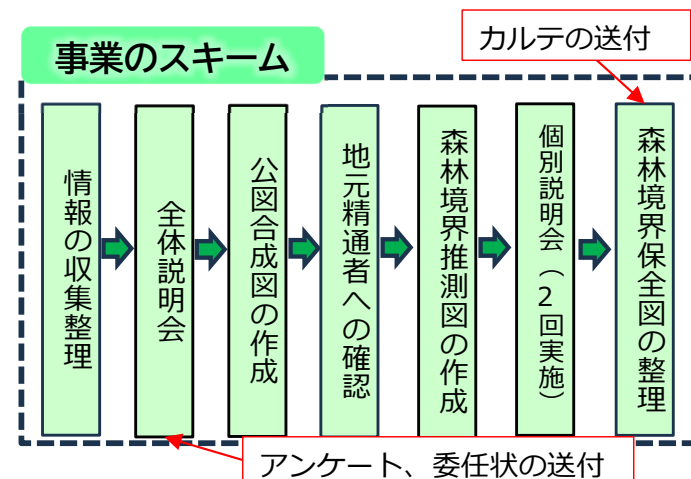 カルテの送付
事業のスキーム
情報の収集整理
全体説明会
公図合成図の作成
地元精通者への確認
森林境界推測図の作成
個別説明会（2回実施）
森林境界保全図の整理
アンケート、委任状の送付